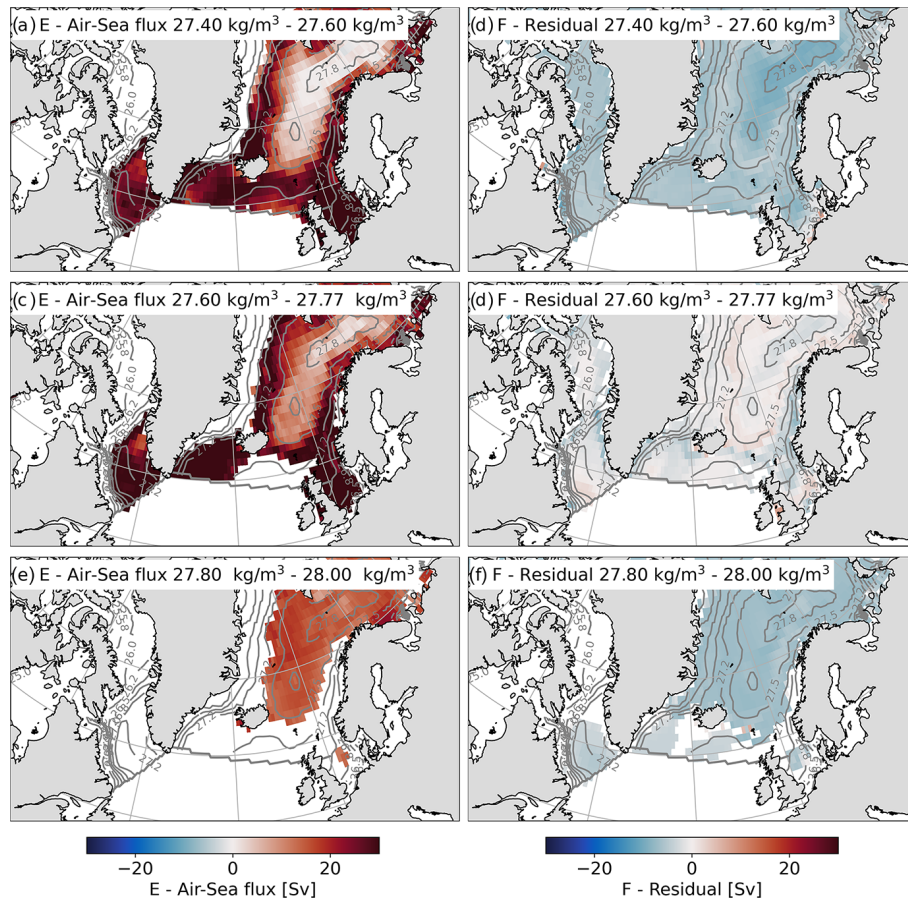 (a) E - Air-Sea flux 27.40 kg/m³ - 27.60 kg/m³
(d) F - Residual 27.40 kg/m³ - 27.60 kg/m³
(c) E - Air-Sea flux 27.60 kg/m³ - 27.77 kg/m³
(d) F - Residual 27.60 kg/m³ - 27.77 kg/m³
(e) E - Air-Sea flux 27.80 kg/m³ - 28.00 kg/m³
(f) F - Residual 27.80 kg/m³ - 28.00 kg/m³
−20 0 20
E - Air-Sea flux [Sv]
−20 0 20
F - Residual [Sv]